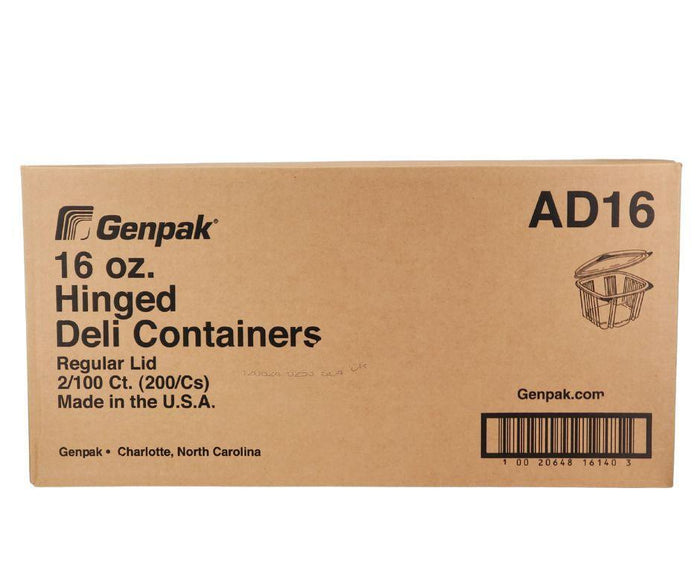 Genpak®
AD16
16 oz.
Hinged
Deli Containers
Regular Lid
2/100 Ct. (200/Cs)
Made in the U.S.A.
Genpak.com
Genpak • Charlotte, North Carolina
1 00 20648 16140 3